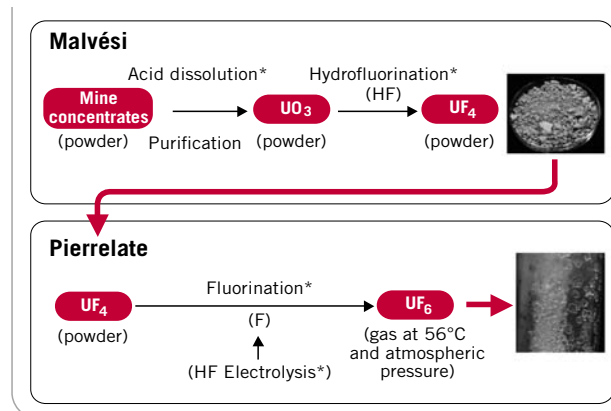 Malvési
Acid dissolution*
Hydrofluorination*
(HF)
Mine
concentrates
UO3
UF4
(powder)
Purification
(powder)
(powder)
Pierrelate
Fluorination*
UF4
UF6
(powder)
(F)
(gas at 56°C
and atmospheric
pressure)
(HF Electrolysis*)